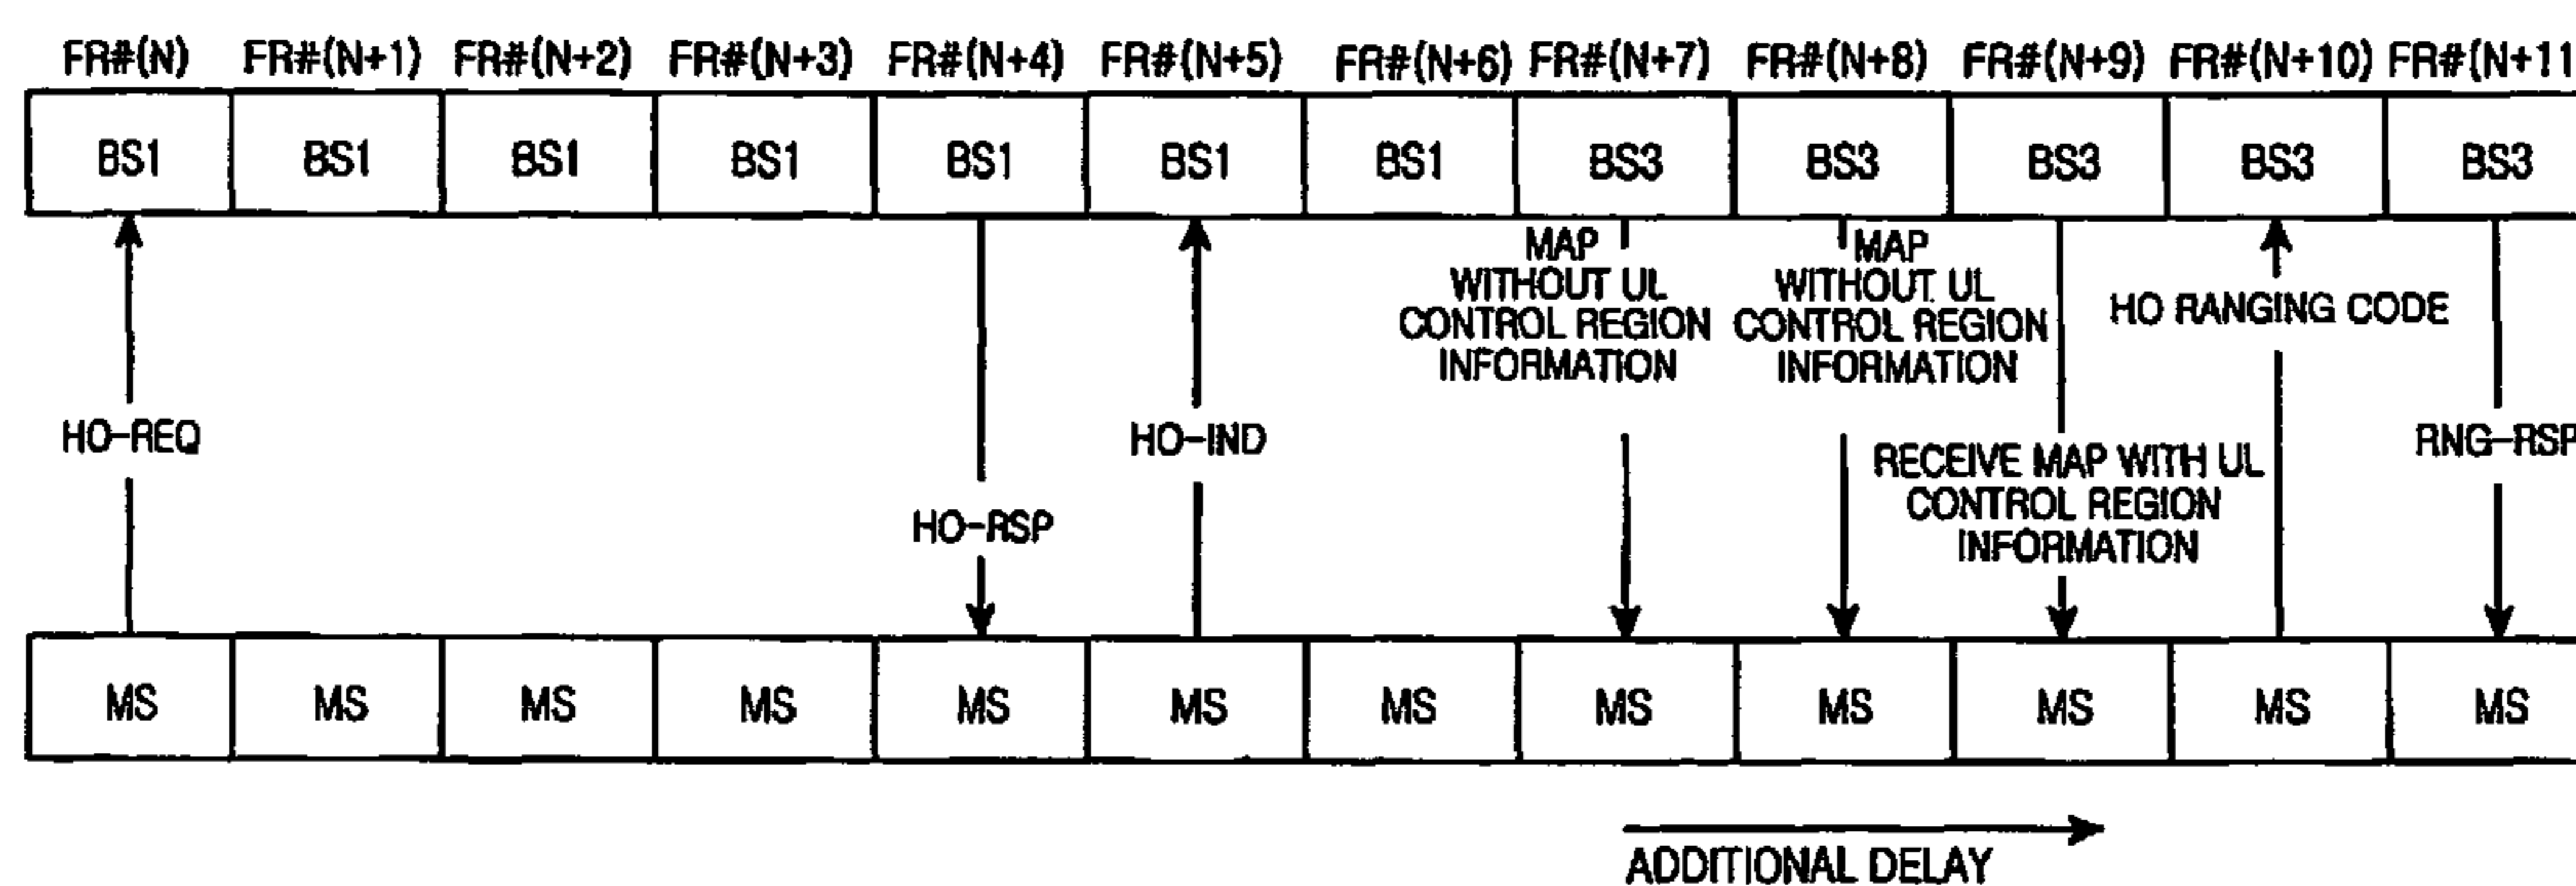 FR#(N) FR#(N+1) FR#(N+2) FR#(N+3) FR#(N+4) FR#(N+5) FR#(N+6) FR#(N+7) FR#(N+8) FR#(N+9) FR#(N+10) FR#(N+11
BS1 BS1 BS1 BS1 BS1 BS1 BS1 BS3 BS3 BS3 BS3 BS3
HO-REQ
HO-RSP
HO-IND
MAP
WITHOUT UL
CONTROL REGION
INFORMATION
MAP
WITHOUT UL
CONTROL REGION
INFORMATION
RECEIVE MAP WITH UL
CONTROL REGION
INFORMATION
HO RANGING CODE
RNG-RSP
MS MS MS MS MS MS MS MS MS MS MS MS
ADDITIONAL DELAY